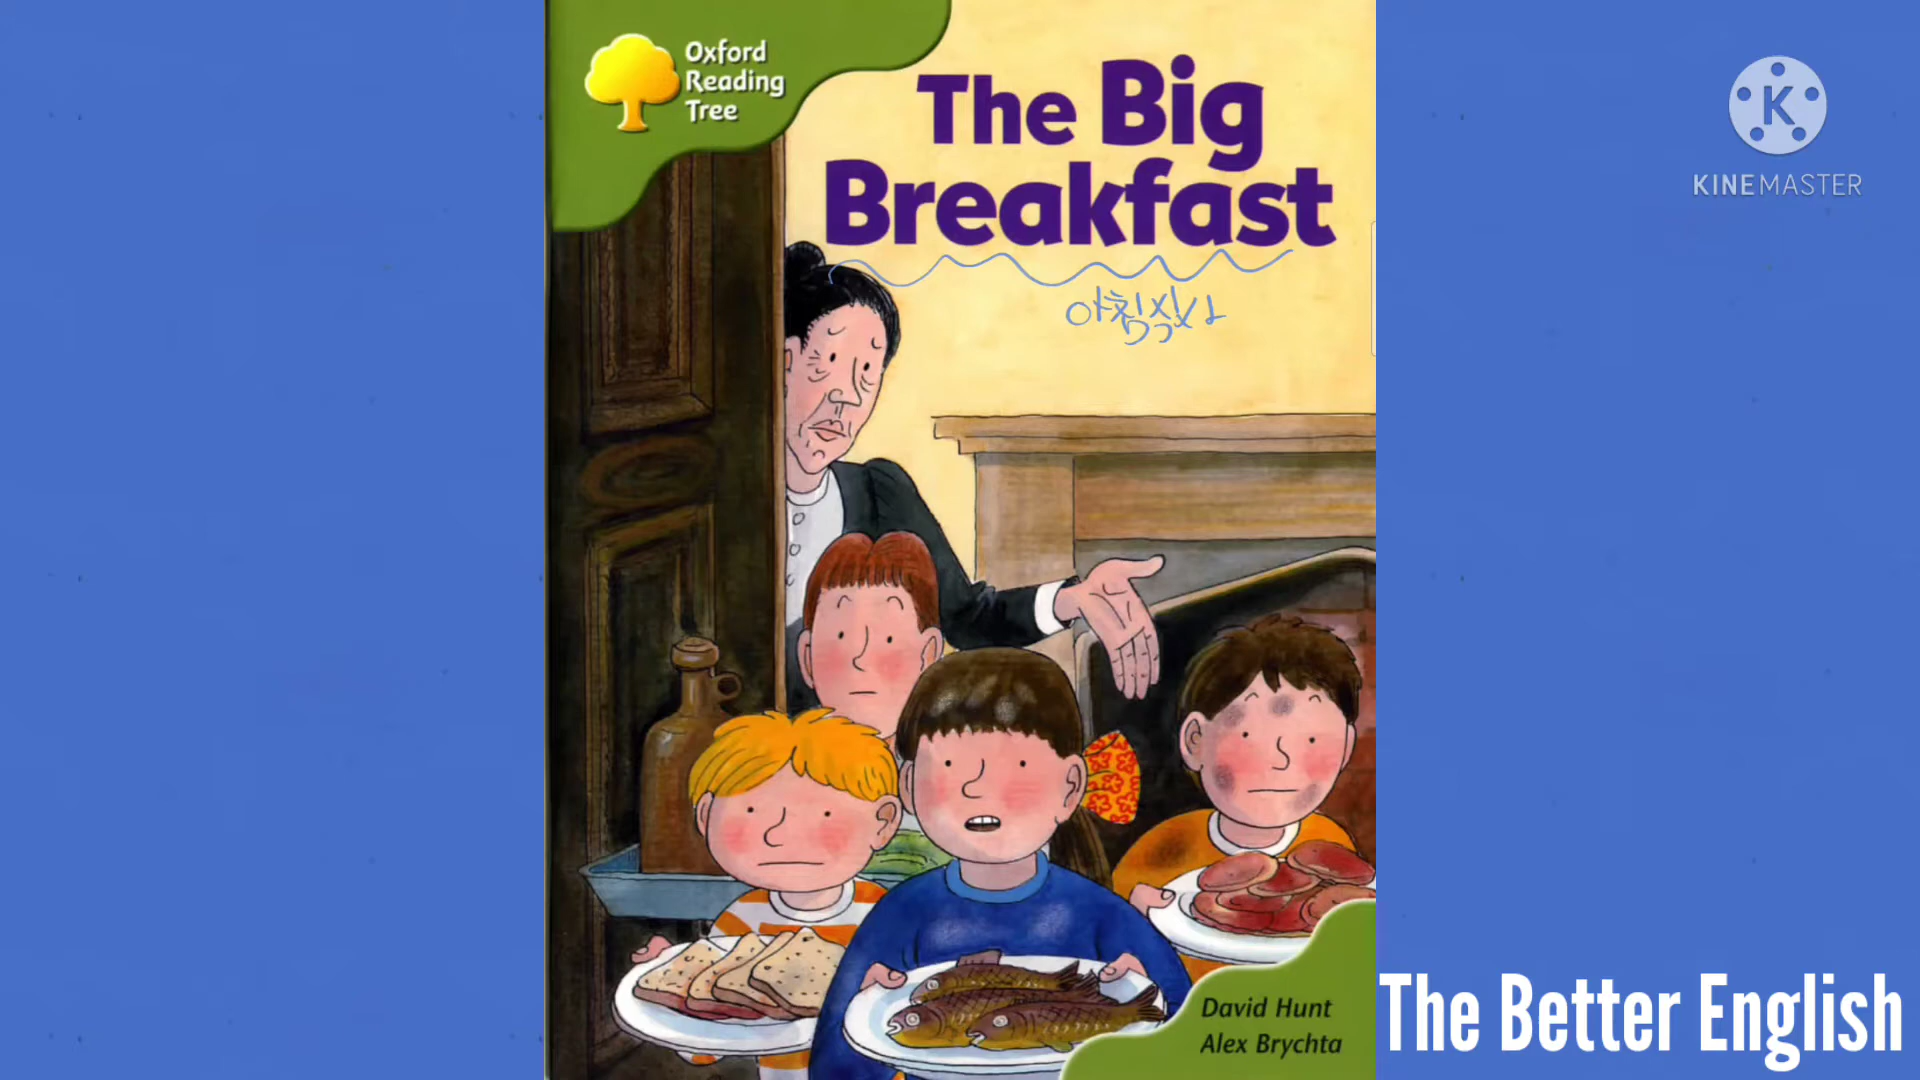 Oxford
Reading
Tree
The Big
Breakfast
아침식사
David Hunt
Alex Brychta
K
KINEMASTER
The Better English